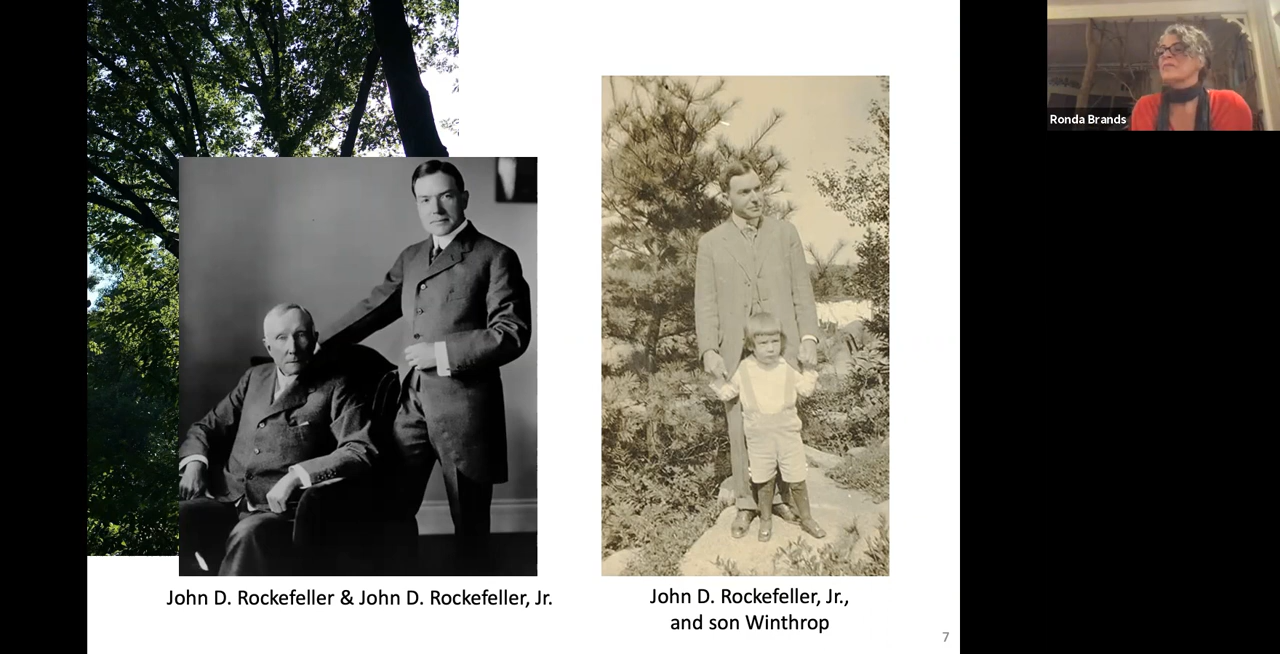 Ronda Brands
John D. Rockefeller & John D. Rockefeller, Jr.
John D. Rockefeller, Jr.,
and son Winthrop
7